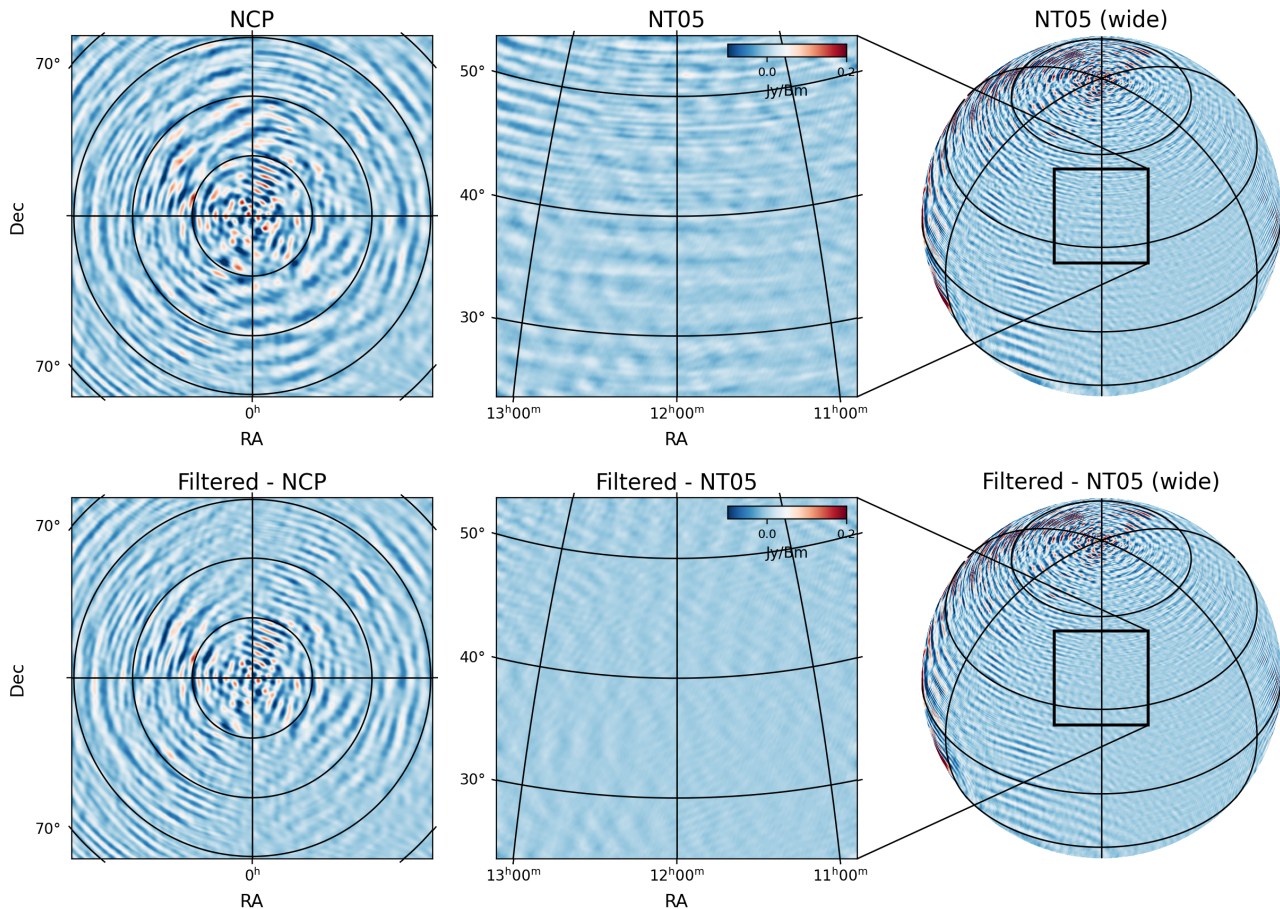 NCP
NT05
NT05 (wide)
70°
70°
Dec
0ʰ
RA
50°
40°
30°
0.0
0.2
Jy/Bm
13ʰ00ᵐ
12ʰ00ᵐ
11ʰ00ᵐ
RA
Filtered - NCP
Filtered - NT05
Filtered - NT05 (wide)
70°
70°
Dec
0ʰ
RA
50°
40°
30°
0.0
0.2
Jy/Bm
13ʰ00ᵐ
12ʰ00ᵐ
11ʰ00ᵐ
RA